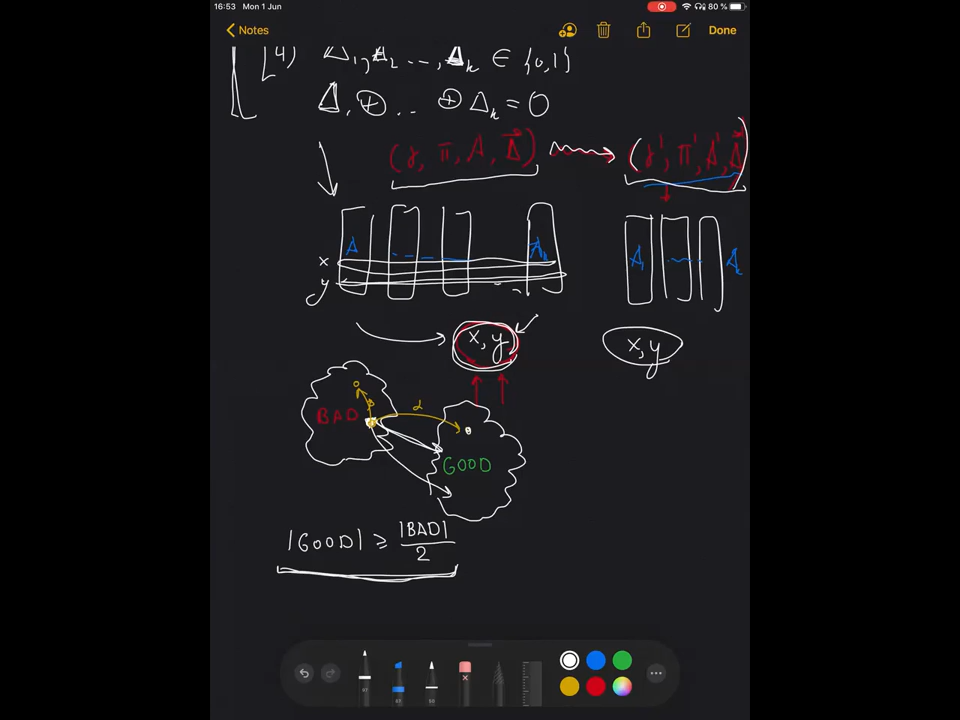 16:53 Mon 1 Jun
80 %
Notes
Done
(4) Δ₁, Δ₂ ..., Δₖ ∈ {0,1}
Δ₁ ⊕ .. ⊕ Δₖ = 0
(γ, π, A, Δ⃗)
(γ', π', A', Δ⃗')
A
x
y
x, y
x, y
BAD
α
β
GOOD
|GOOD| ≥ |BAD|
2